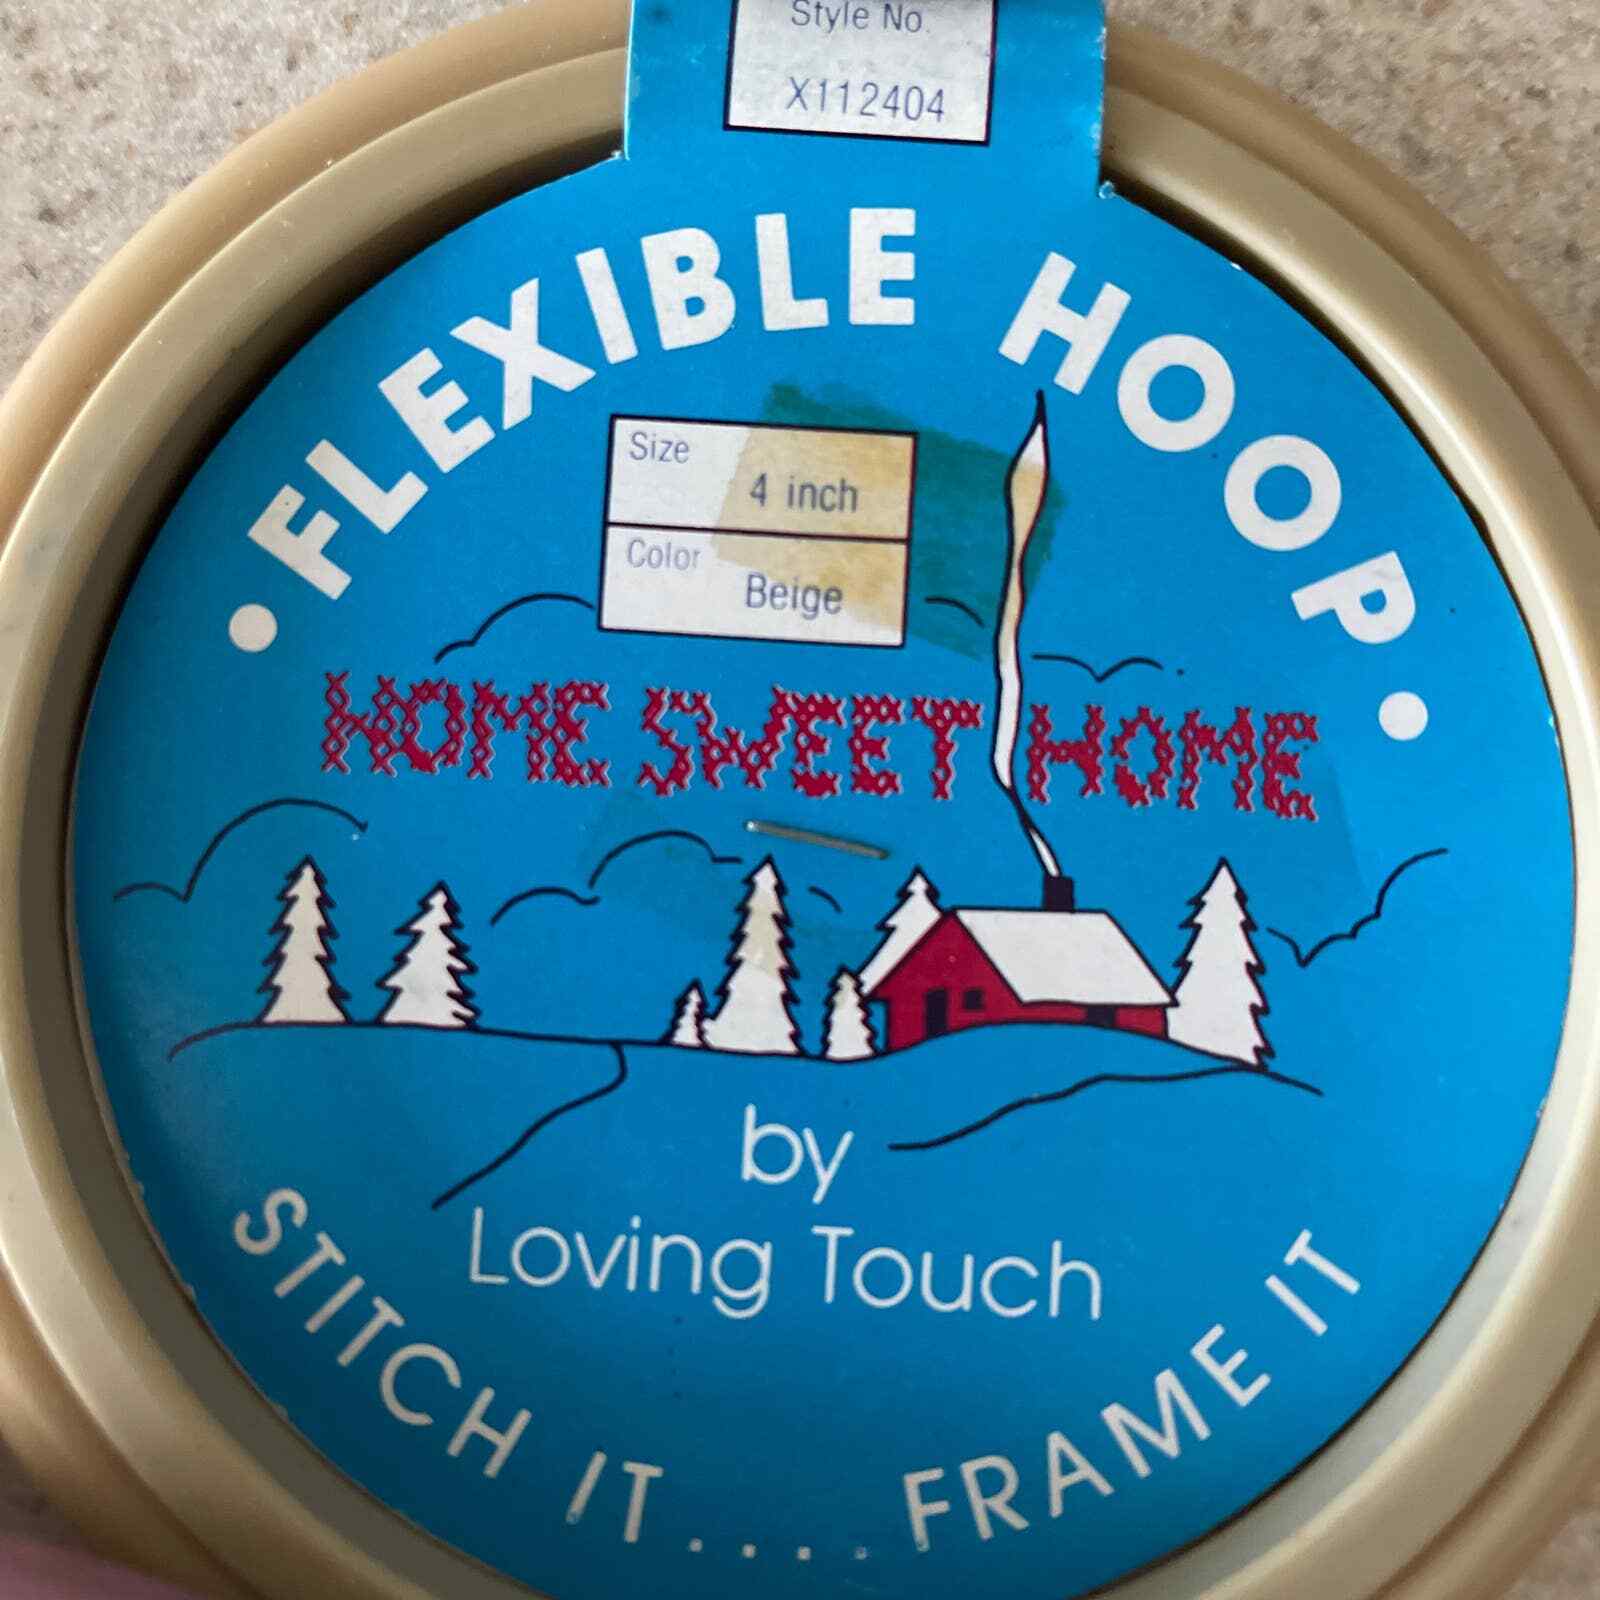 Style No.
X112404
• FLEXIBLE HOOP •
Size
4 inch
Color
Beige
HOME SWEET HOME
by
Loving Touch
STITCH IT.... FRAME IT